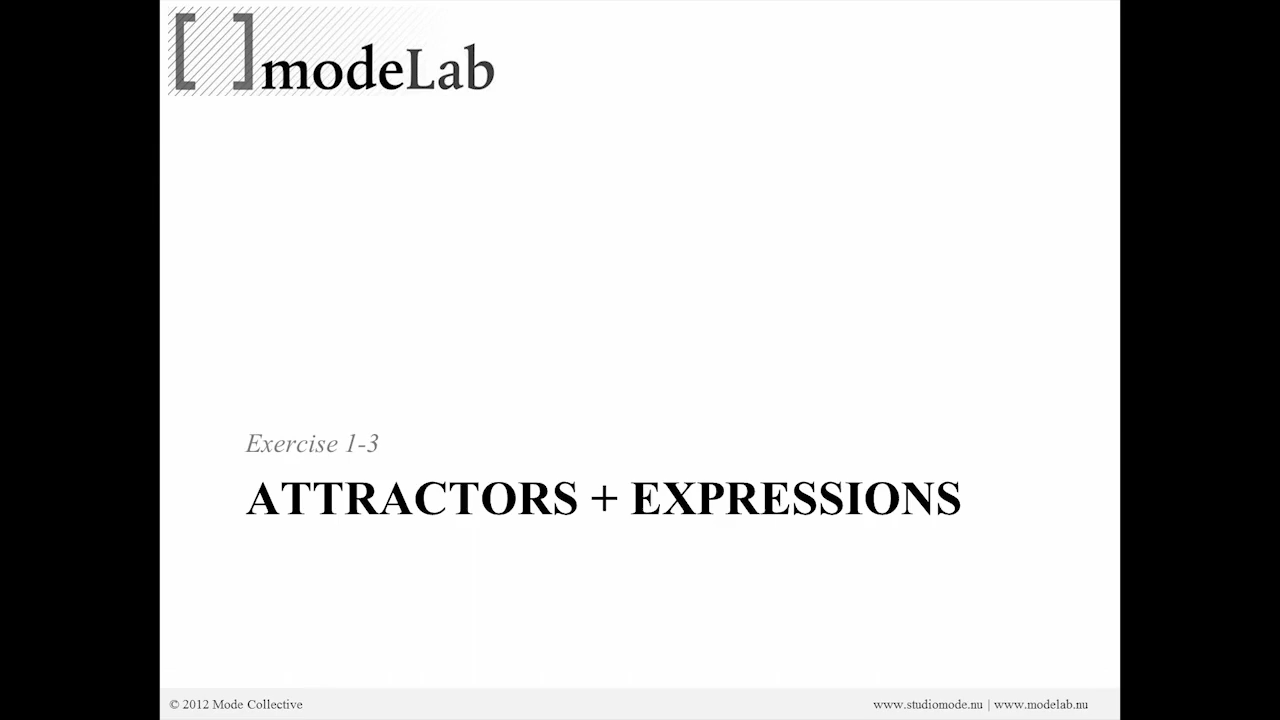 [ ]modeLab
Exercise 1-3
ATTRACTORS + EXPRESSIONS
© 2012 Mode Collective
www.studiomode.nu | www.modelab.nu